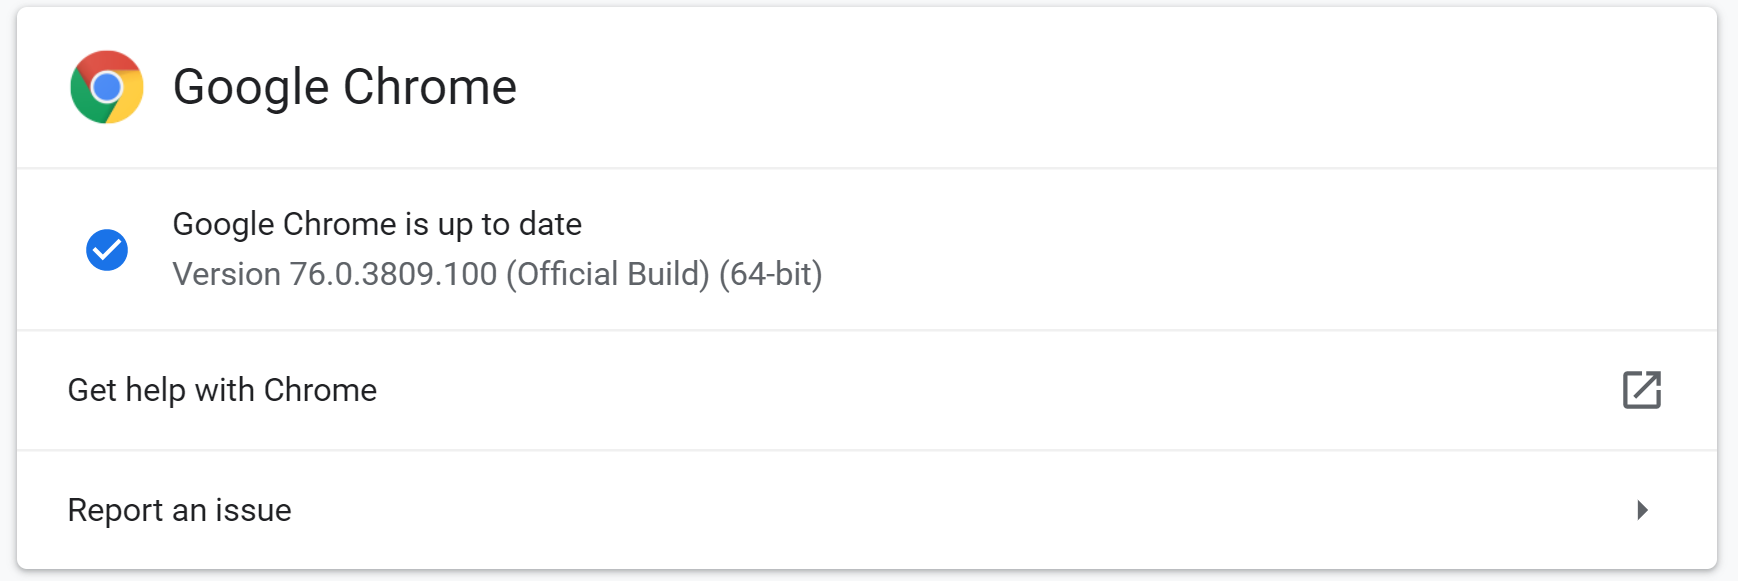 Google Chrome
Google Chrome is up to date
Version 76.0.3809.100 (Official Build) (64-bit)
Get help with Chrome
Report an issue